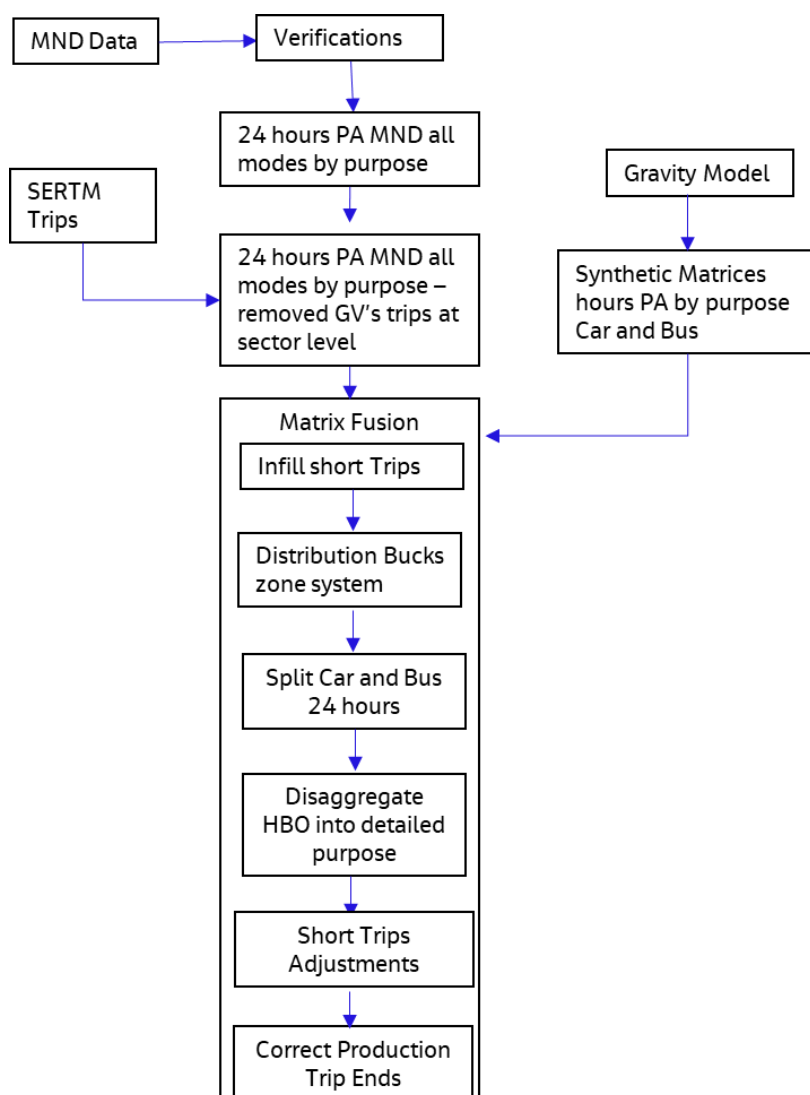 MND Data
Verifications
24 hours PA MND all
modes by purpose
SERTM
Trips
Gravity Model
24 hours PA MND all
modes by purpose –
removed GV's trips at
sector level
Synthetic Matrices
hours PA by purpose
Car and Bus
Matrix Fusion
Infill short Trips
Distribution Bucks
zone system
Split Car and Bus
24 hours
Disaggregate
HBO into detailed
purpose
Short Trips
Adjustments
Correct Production
Trip Ends